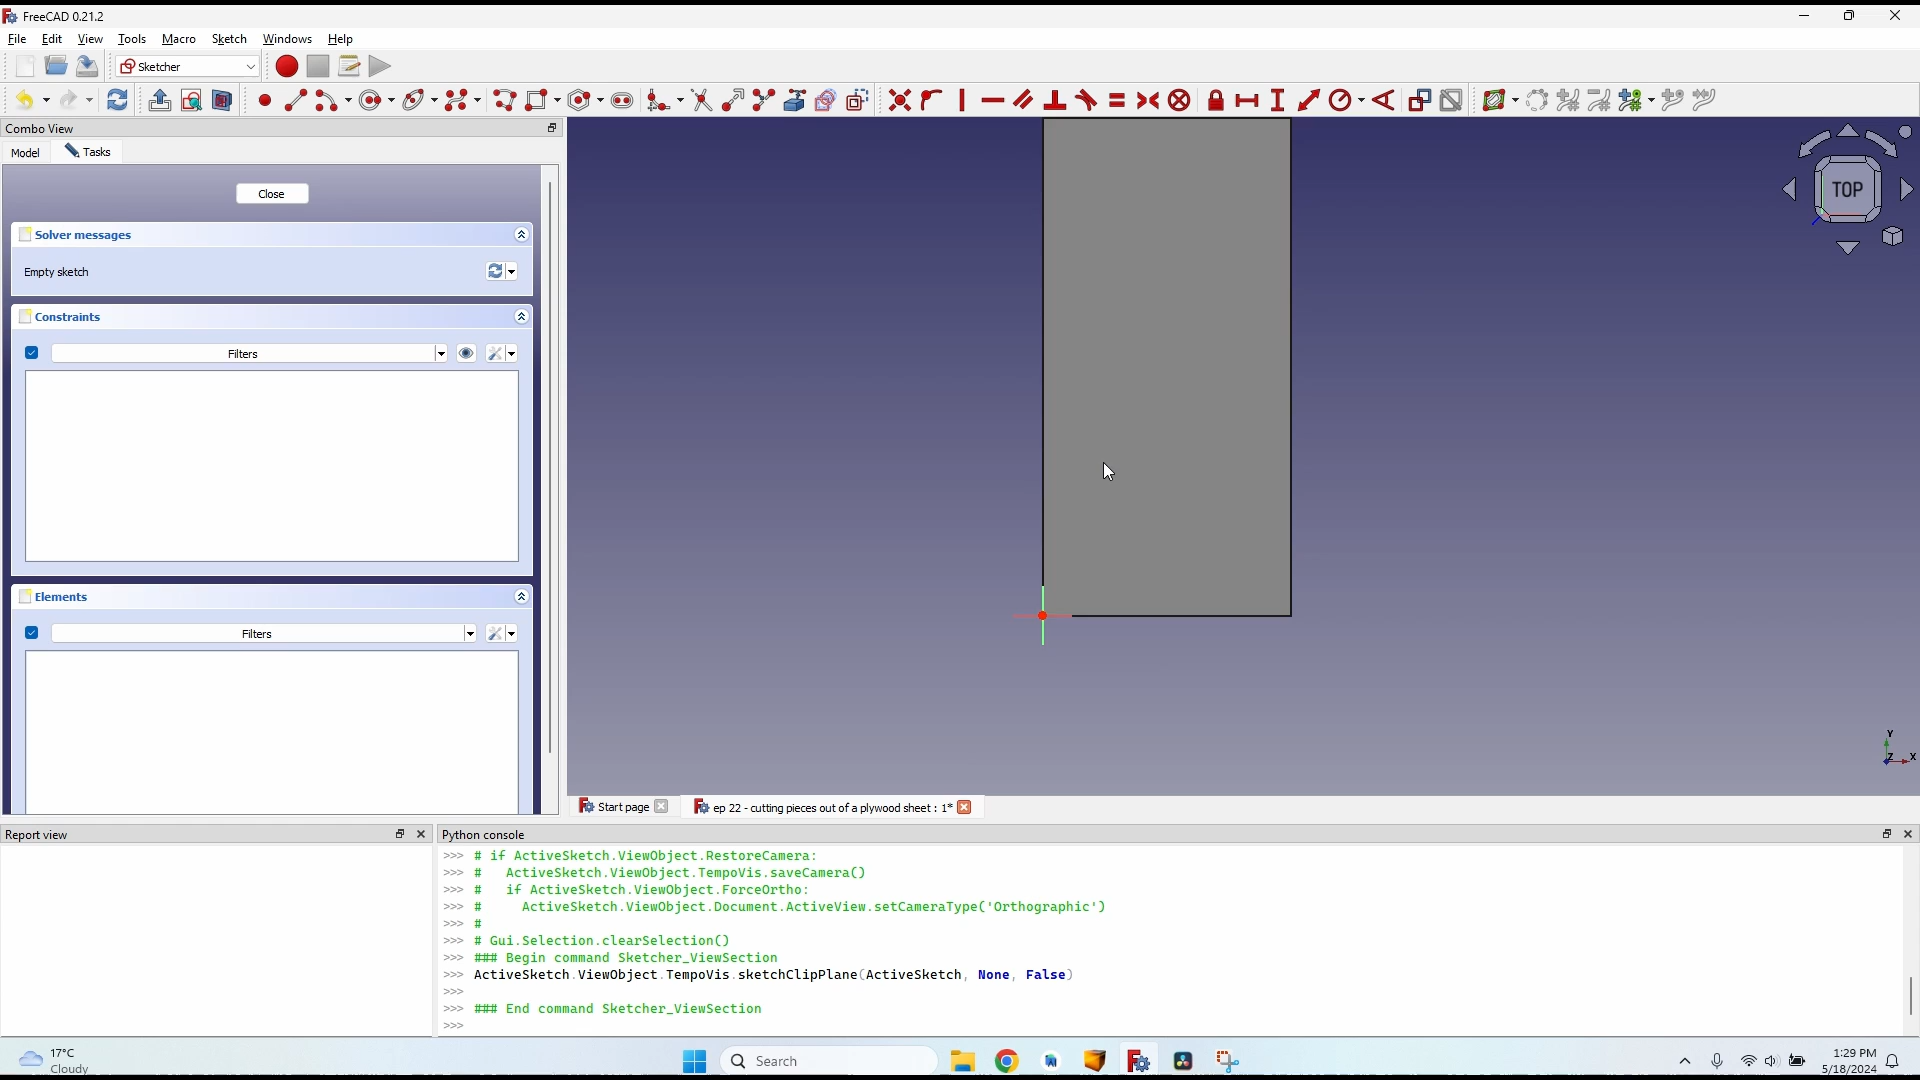 FreeCAD 0.21.2
File Edit View Tools Macro Sketch Windows Help
Sketcher
Combo View
Model Tasks
Close
Solver messages
Empty sketch
Constraints
Filters
Elements
Filters
TOP
Y
Z X
Start page ep 22 - cutting pieces out of a plywood sheet : 1*
Report view
Python console
>>> # if ActiveSketch.ViewObject.RestoreCamera:
>>> #   ActiveSketch.ViewObject.TempoVis.saveCamera()
>>> #   if ActiveSketch.ViewObject.ForceOrtho:
>>> #     ActiveSketch.ViewObject.Document.ActiveView.setCameraType('Orthographic')
>>> #
>>> # Gui.Selection.clearSelection()
>>> ### Begin command Sketcher_ViewSection
>>> ActiveSketch.ViewObject.TempoVis.sketchClipPlane(ActiveSketch, None, False)
>>>
>>> ### End command Sketcher_ViewSection
>>>
17°C
Cloudy
Search
1:29 PM
5/18/2024